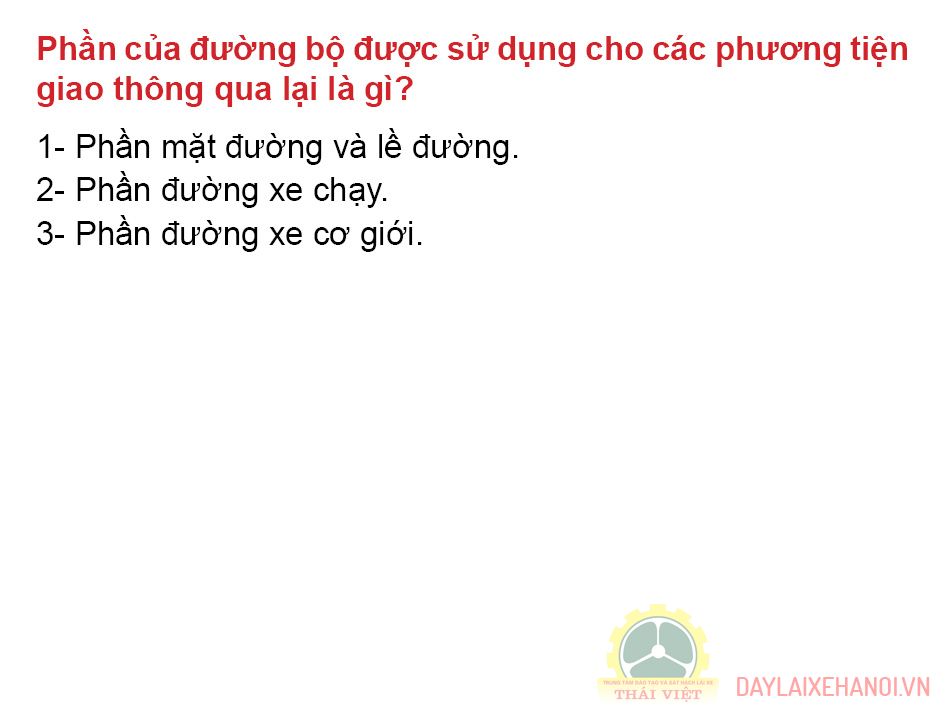 Phần của đường bộ được sử dụng cho các phương tiện
giao thông qua lại là gì?
1- Phần mặt đường và lề đường.
2- Phần đường xe chạy.
3- Phần đường xe cơ giới.
TRUNG TÂM ĐÀO TẠO VÀ SÁT HẠCH LÁI XE
THÁI VIỆT
DAYLAIXEHANOI.VN